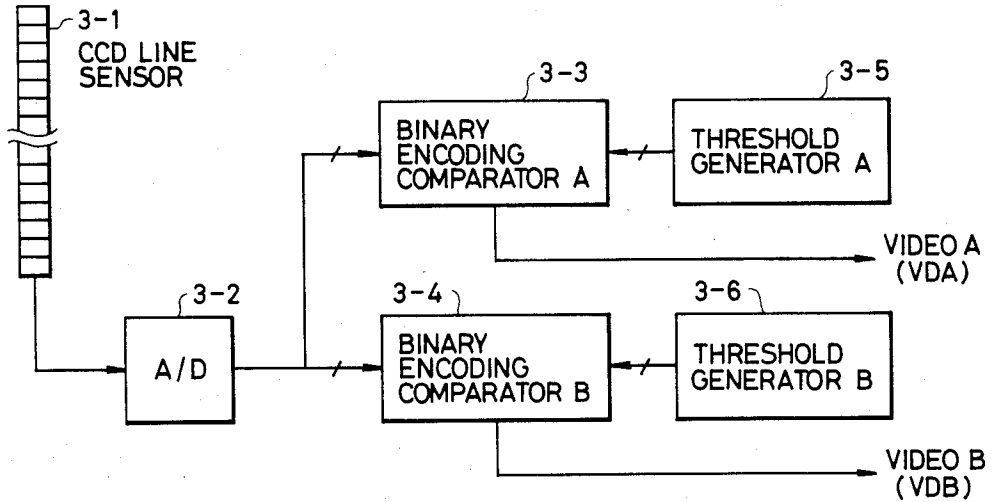 3-1
CCD LINE
SENSOR
3-3
BINARY
ENCODING
COMPARATOR A
3-5
THRESHOLD
GENERATOR A
VIDEO A
(VDA)
3-2
A/D
3-4
BINARY
ENCODING
COMPARATOR B
3-6
THRESHOLD
GENERATOR B
VIDEO B
(VDB)